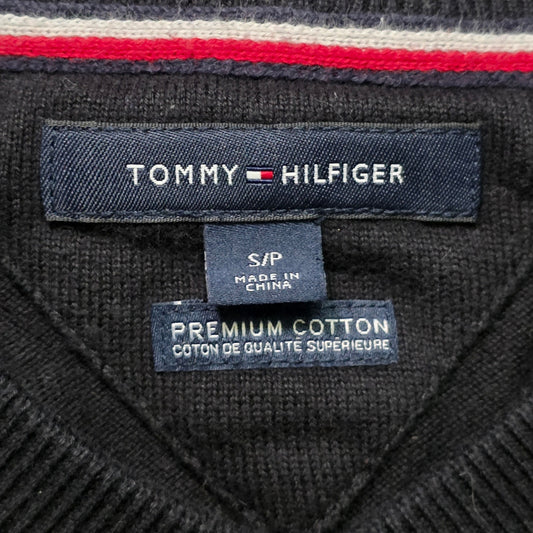 TOMMY HILFIGER
S/P
MADE IN
CHINA
PREMIUM COTTON
COTON DE QUALITÉ SUPÉRIEURE